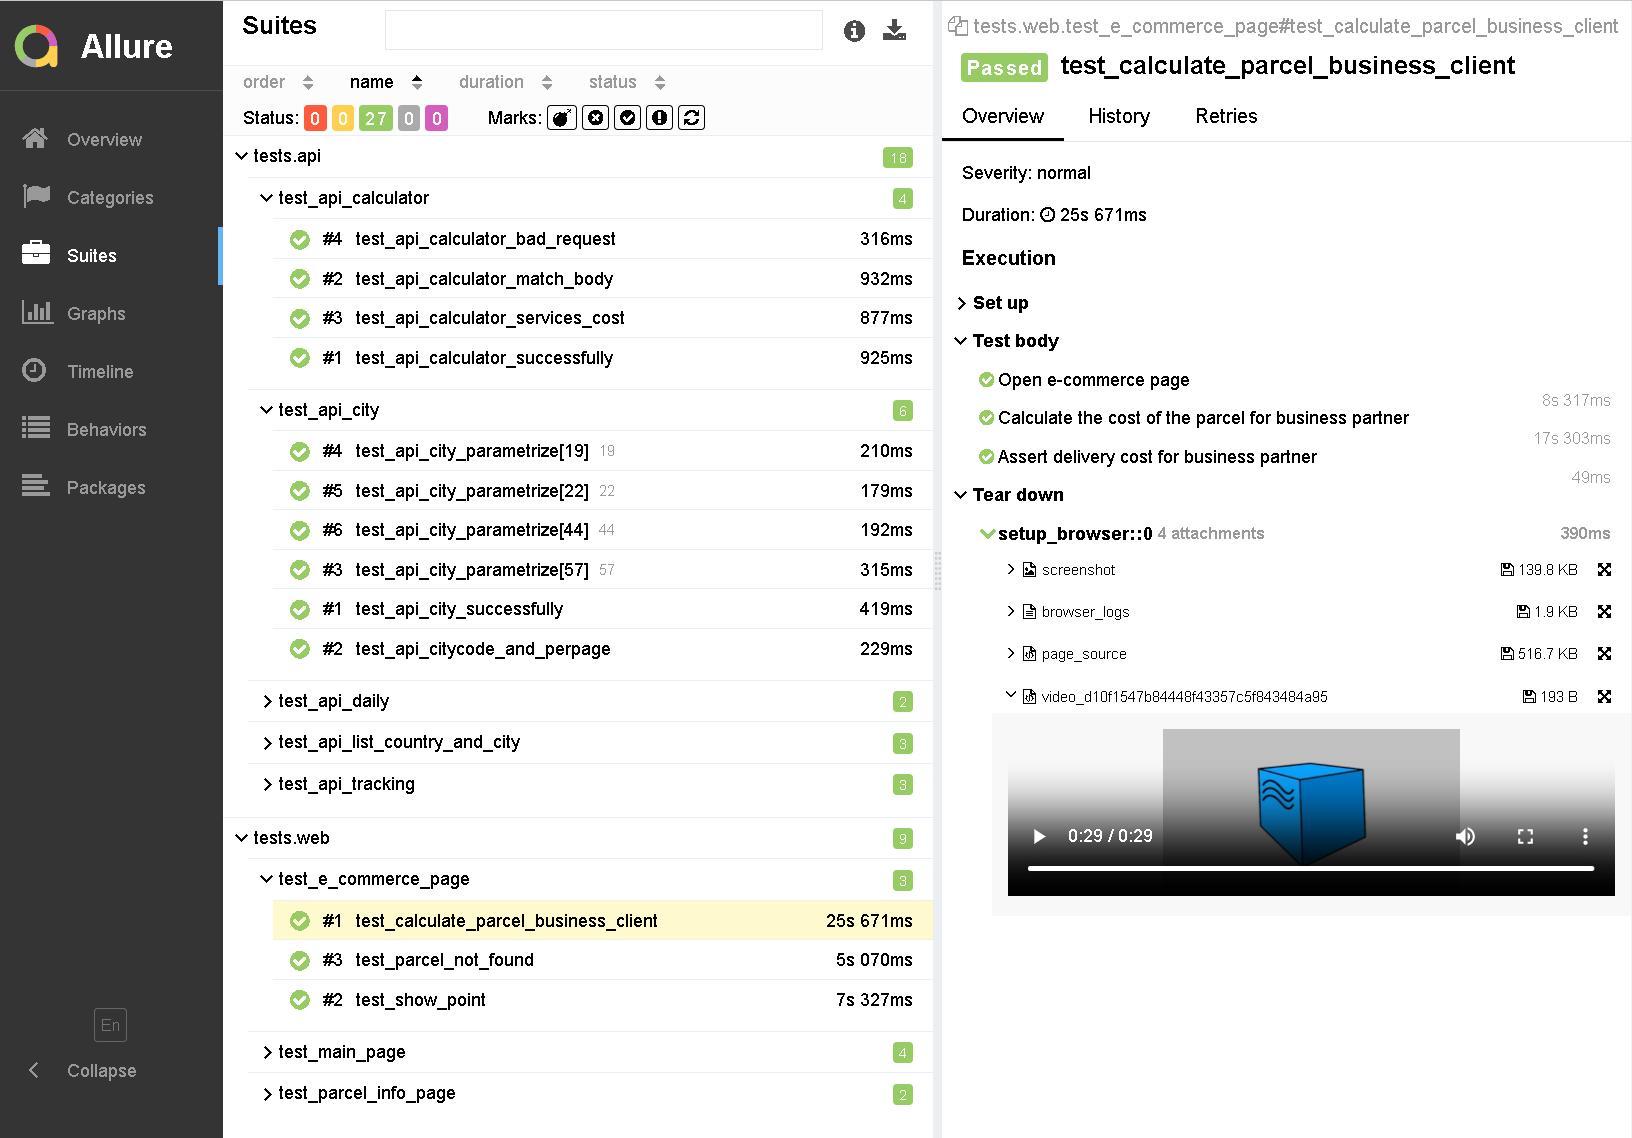 Allure
Overview
Categories
Suites
Graphs
Timeline
Behaviors
Packages
En
Collapse
Suites
order name duration status
Status: 0 0 27 0 0 Marks:
tests.api 18
test_api_calculator 4
#4 test_api_calculator_bad_request 316ms
#2 test_api_calculator_match_body 932ms
#3 test_api_calculator_services_cost 877ms
#1 test_api_calculator_successfully 925ms
test_api_city 6
#4 test_api_city_parametrize[19] 19 210ms
#5 test_api_city_parametrize[22] 22 179ms
#6 test_api_city_parametrize[44] 44 192ms
#3 test_api_city_parametrize[57] 57 315ms
#1 test_api_city_successfully 419ms
#2 test_api_citycode_and_perpage 229ms
test_api_daily 2
test_api_list_country_and_city 3
test_api_tracking 3
tests.web 9
test_e_commerce_page 3
#1 test_calculate_parcel_business_client 25s 671ms
#3 test_parcel_not_found 5s 070ms
#2 test_show_point 7s 327ms
test_main_page 4
test_parcel_info_page 2
tests.web.test_e_commerce_page#test_calculate_parcel_business_client
Passed test_calculate_parcel_business_client
Overview History Retries
Severity: normal
Duration: 25s 671ms
Execution
Set up
Test body
Open e-commerce page
8s 317ms
Calculate the cost of the parcel for business partner
17s 303ms
Assert delivery cost for business partner
49ms
Tear down
setup_browser::0 4 attachments 390ms
screenshot 139.8 KB
browser_logs 1.9 KB
page_source 516.7 KB
video_d10f1547b84448f43357c5f843484a95 193 B
0:29 / 0:29